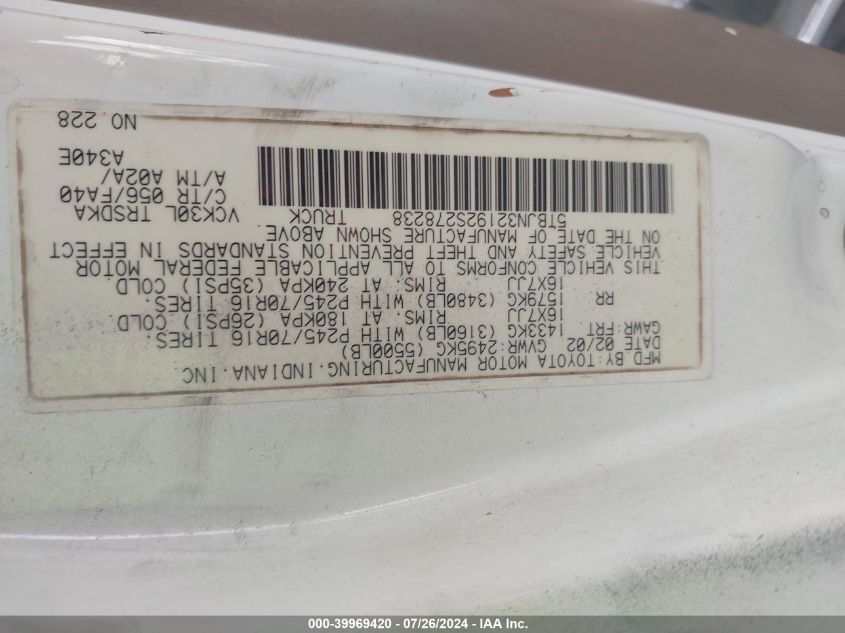 MFD BY:TOYOTA MOTOR MANUFACTURING,INDIANA,INC
DATE 02/02 GVWR:2495KG (5500LB)
GAWR:FRT. 1433KG (3160LB) WITH P245/70R16 TIRES.
16X7JJ RIMS. AT 180KPA (26PSI) COLD
RR 1579KG (3480LB) WITH P245/70R16 TIRES.
16X7JJ RIMS. AT 240KPA (35PSI) COLD
THIS VEHICLE CONFORMS TO ALL APPLICABLE FEDERAL MOTOR
VEHICLE SAFETY AND THEFT PREVENTION STANDARDS IN EFFECT
ON THE DATE OF MANUFACTURE SHOWN ABOVE.
5TBJN32192S278238 TRUCK VCK30L TRSDKA
C/TR 056/FA40
A/TM A02A/
A340E
NO.228
000-39969420 - 07/26/2024 - IAA Inc.